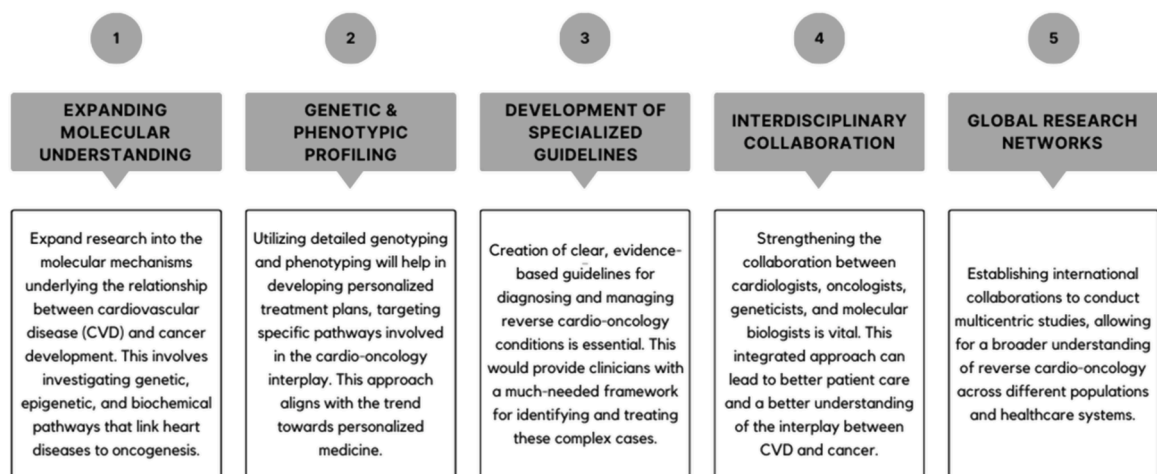 1
EXPANDING
MOLECULAR
UNDERSTANDING
Expand research into the
molecular mechanisms
underlying the relationship
between cardiovascular
disease (CVD) and cancer
development. This involves
investigating genetic,
epigenetic, and biochemical
pathways that link heart
diseases to oncogenesis.
2
GENETIC &
PHENOTYPIC
PROFILING
Utilizing detailed genotyping
and phenotyping will help in
developing personalized
treatment plans, targeting
specific pathways involved
in the cardio-oncology
interplay. This approach
aligns with the trend
towards personalized
medicine.
3
DEVELOPMENT OF
SPECIALIZED
GUIDELINES
Creation of clear, evidence-
based guidelines for
diagnosing and managing
reverse cardio-oncology
conditions is essential. This
would provide clinicians with
a much-needed framework
for identifying and treating
these complex cases.
4
INTERDISCIPLINARY
COLLABORATION
Strengthening the
collaboration between
cardiologists, oncologists,
geneticists, and molecular
biologists is vital. This
integrated approach can
lead to better patient care
and a better understanding
of the interplay between
CVD and cancer.
5
GLOBAL RESEARCH
NETWORKS
Establishing international
collaborations to conduct
multicentric studies, allowing
for a broader understanding
of reverse cardio-oncology
across different populations
and healthcare systems.